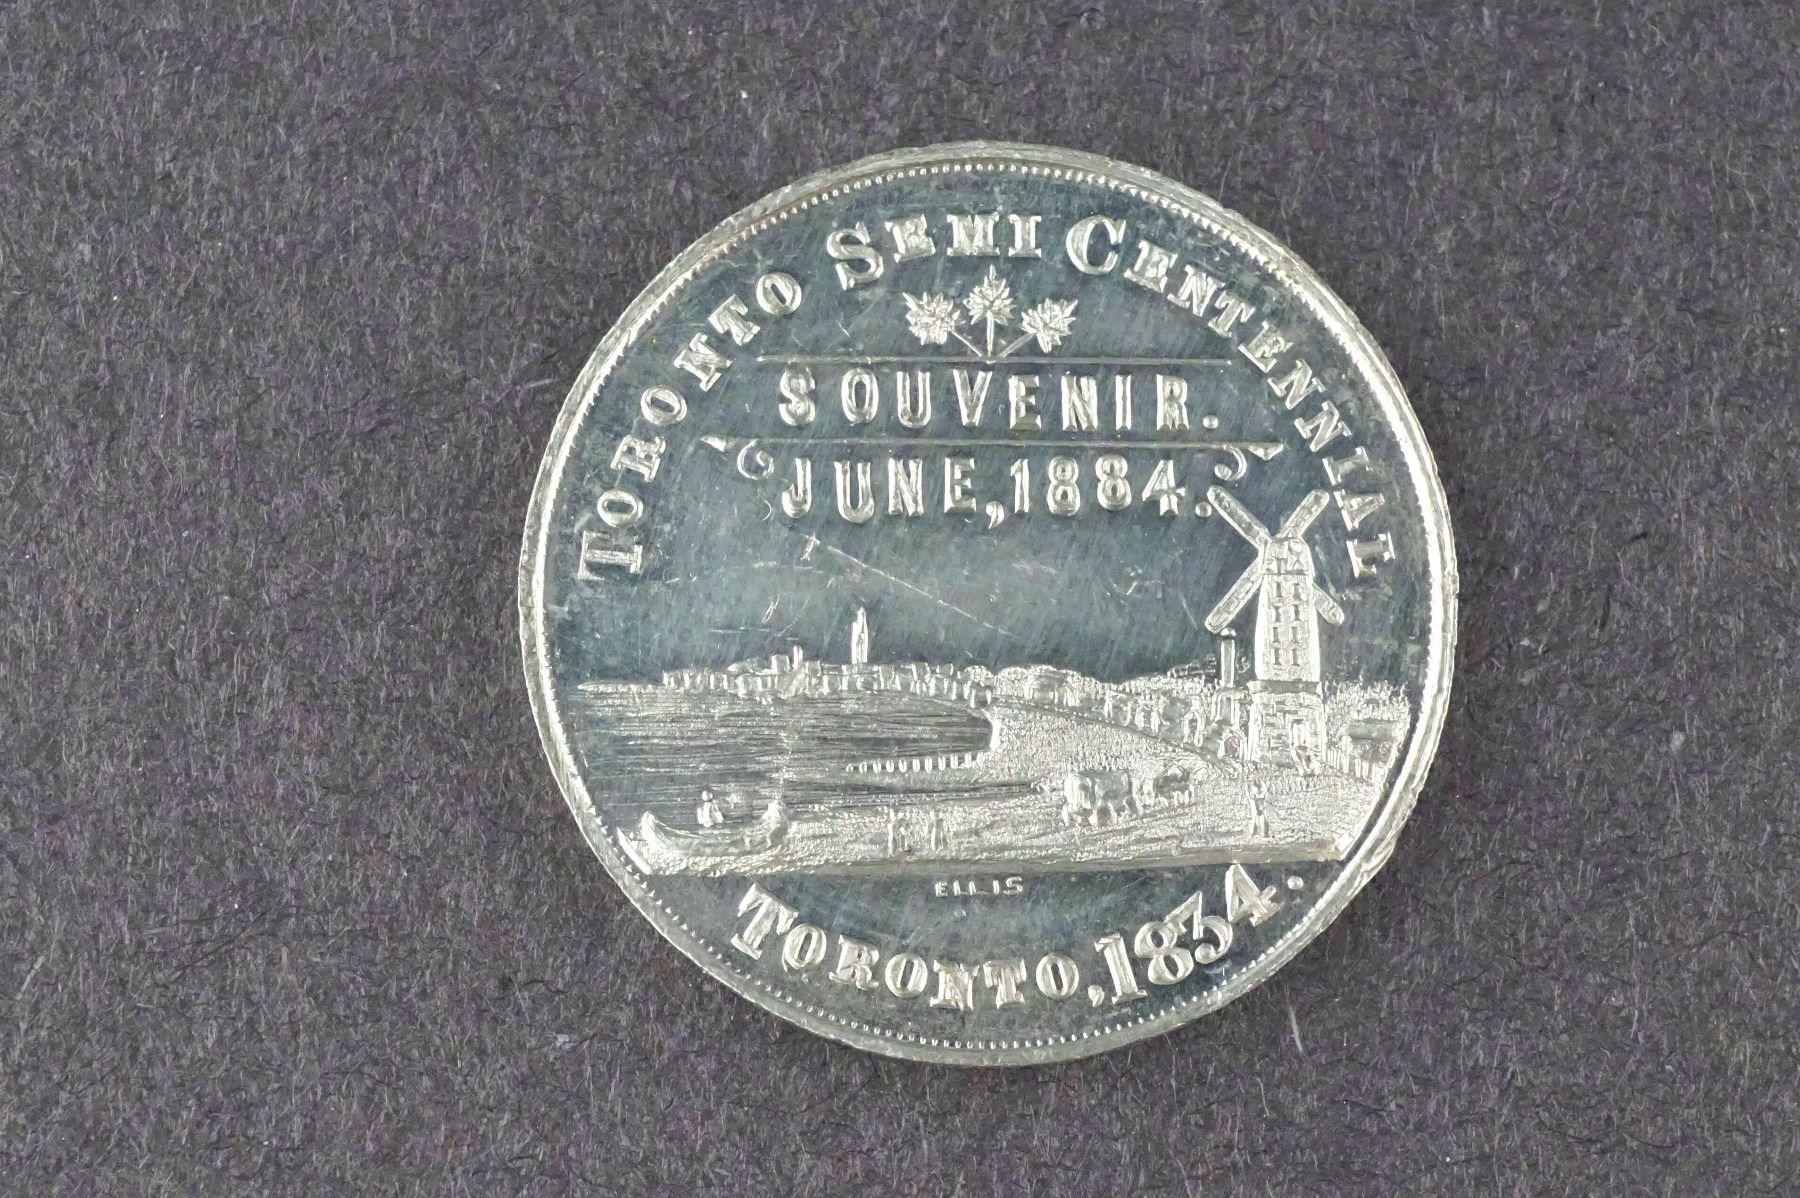 TORONTO SEMI CENTENNIAL
SOUVENIR.
JUNE, 1884.
ELLIS
TORONTO, 1834.